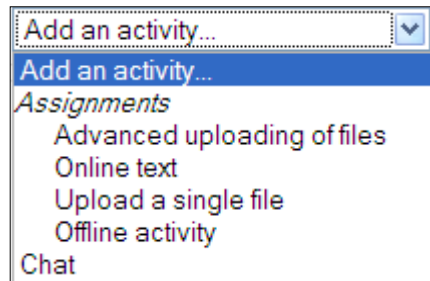 Add an activity...
Add an activity...
Assignments
Advanced uploading of files
Online text
Upload a single file
Offline activity
Chat